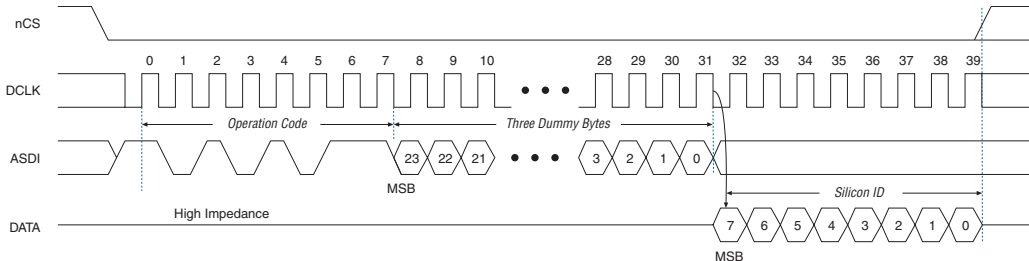 nCS
0 1 2 3 4 5 6 7 8 9 10 28 29 30 31 32 33 34 35 36 37 38 39
DCLK
Operation Code Three Dummy Bytes
ASDI 23 22 21 3 2 1 0
MSB
Silicon ID
High Impedance
DATA 7 6 5 4 3 2 1 0
MSB